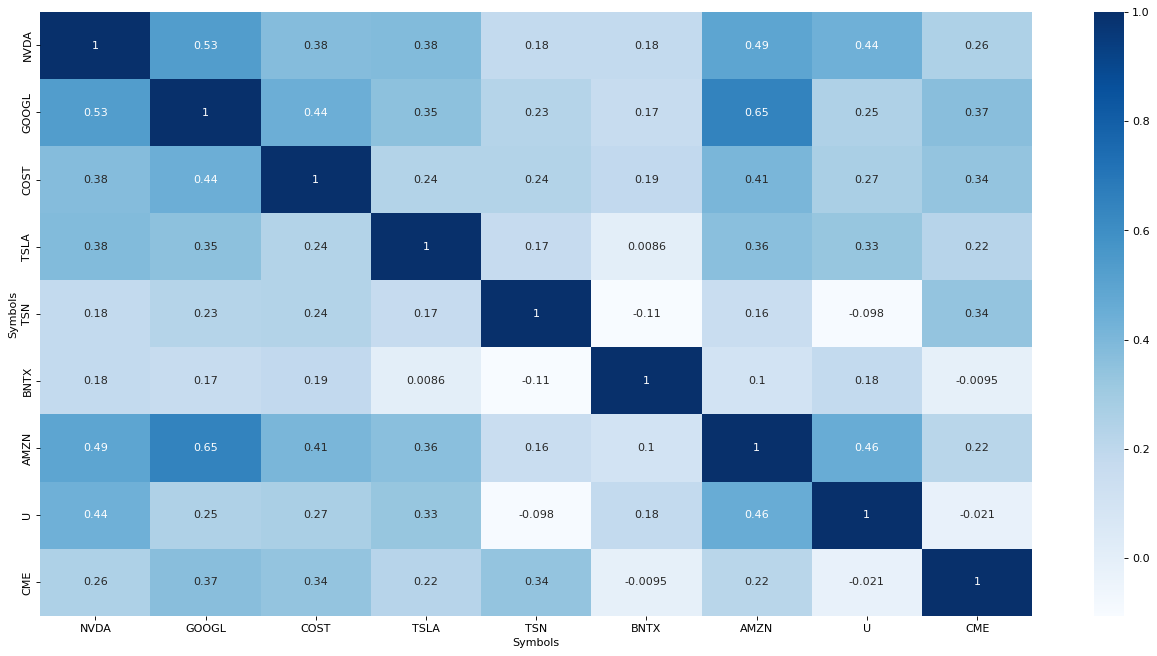 NVDA 1 0.53 0.38 0.38 0.18 0.18 0.49 0.44 0.26
GOOGL 0.53 1 0.44 0.35 0.23 0.17 0.65 0.25 0.37
COST 0.38 0.44 1 0.24 0.24 0.19 0.41 0.27 0.34
TSLA 0.38 0.35 0.24 1 0.17 0.0086 0.36 0.33 0.22
TSN 0.18 0.23 0.24 0.17 1 -0.11 0.16 -0.098 0.34
BNTX 0.18 0.17 0.19 0.0086 -0.11 1 0.1 0.18 -0.0095
AMZN 0.49 0.65 0.41 0.36 0.16 0.1 1 0.46 0.22
U 0.44 0.25 0.27 0.33 -0.098 0.18 0.46 1 -0.021
CME 0.26 0.37 0.34 0.22 0.34 -0.0095 0.22 -0.021 1
NVDA GOOGL COST TSLA TSN BNTX AMZN U CME
Symbols
Symbols
1.0
0.8
0.6
0.4
0.2
0.0